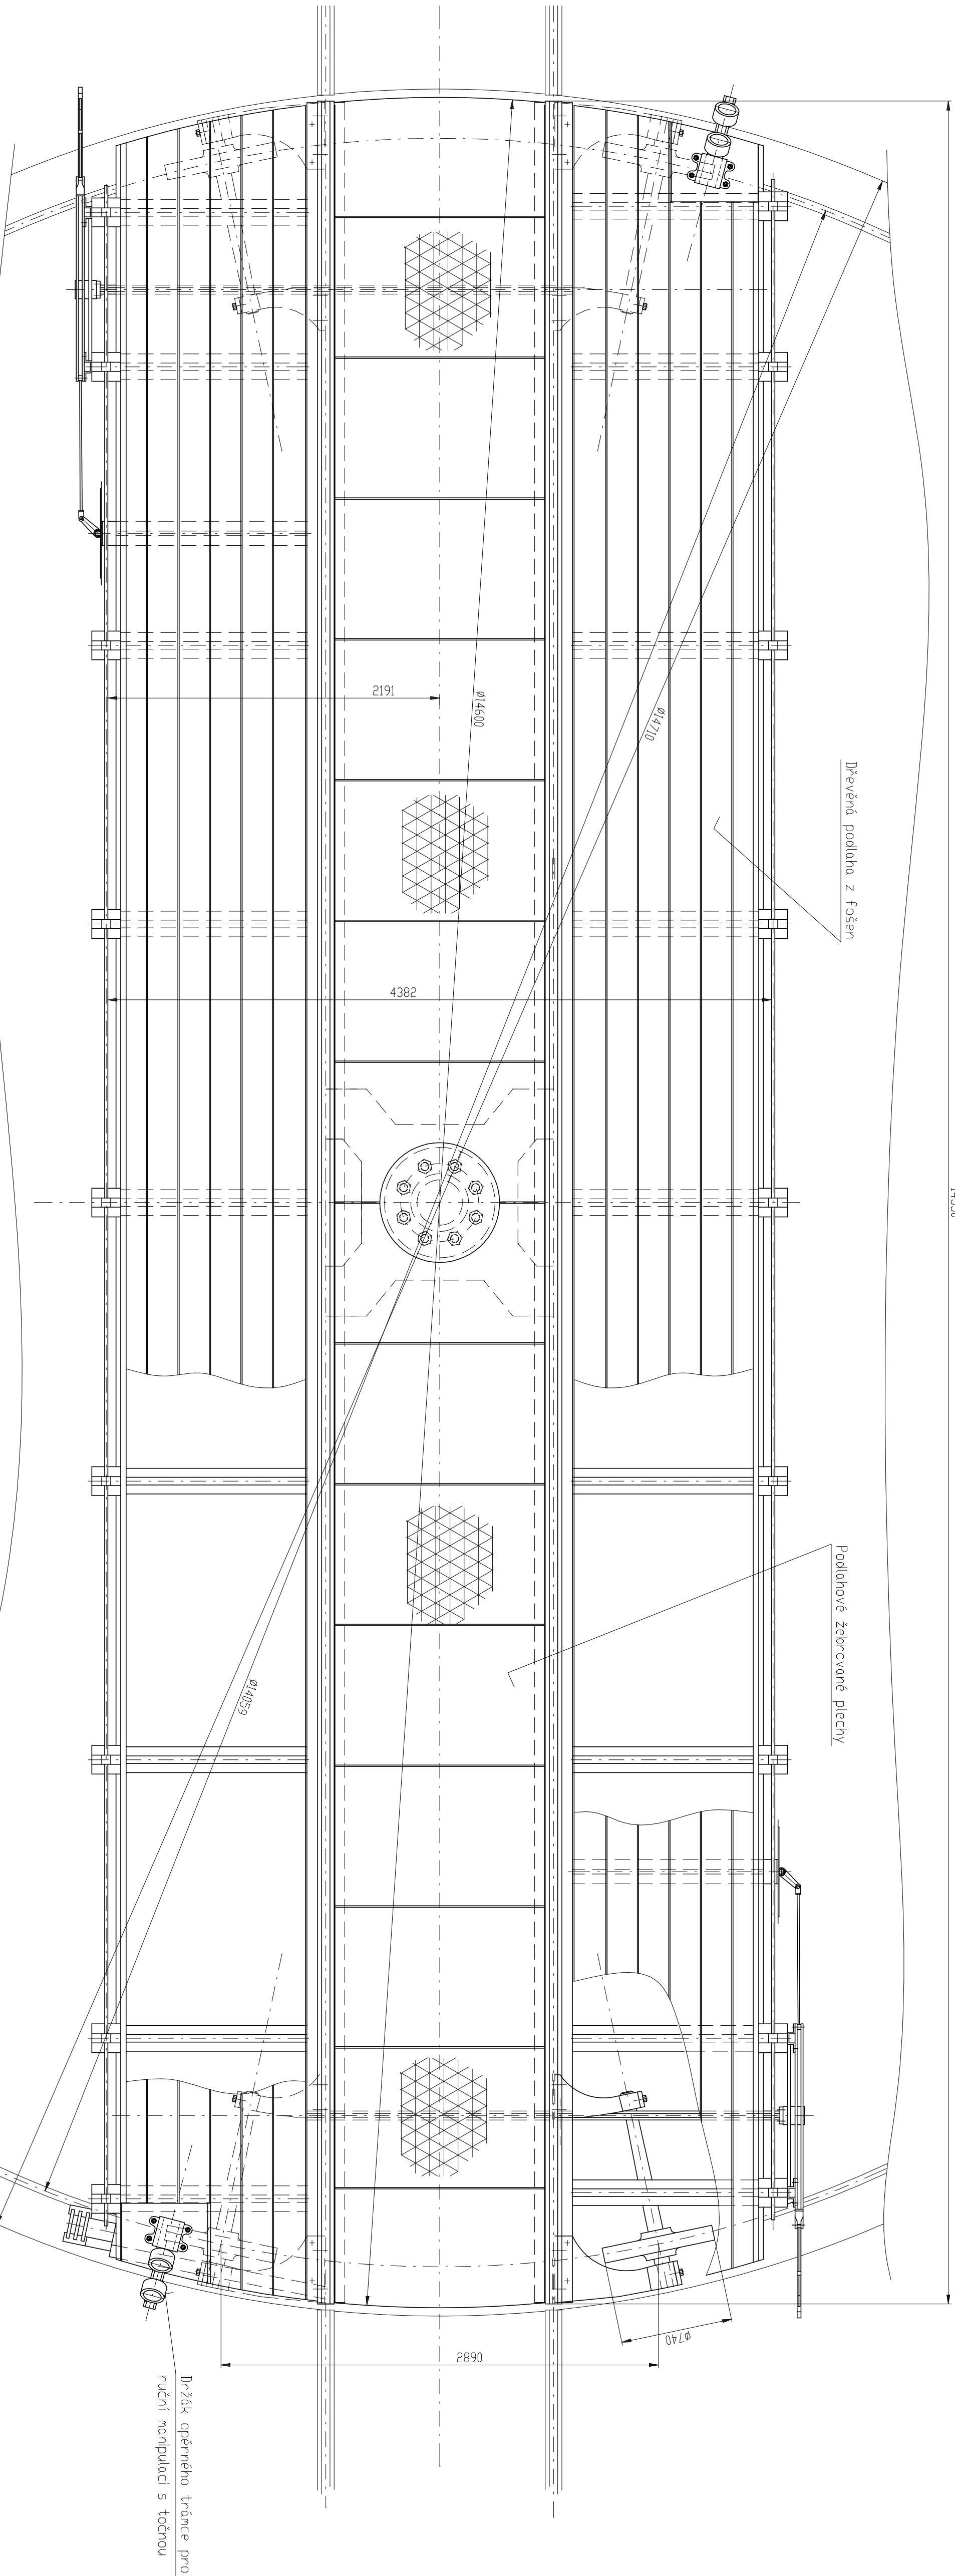 2191
ø14600
ø14710
Dřevěná podlaha z fošen
4382
Podlahové žebrované plechy
ø14059
ø740
2890
Držák opěrného trámce pro
ruční manipulaci s točnou